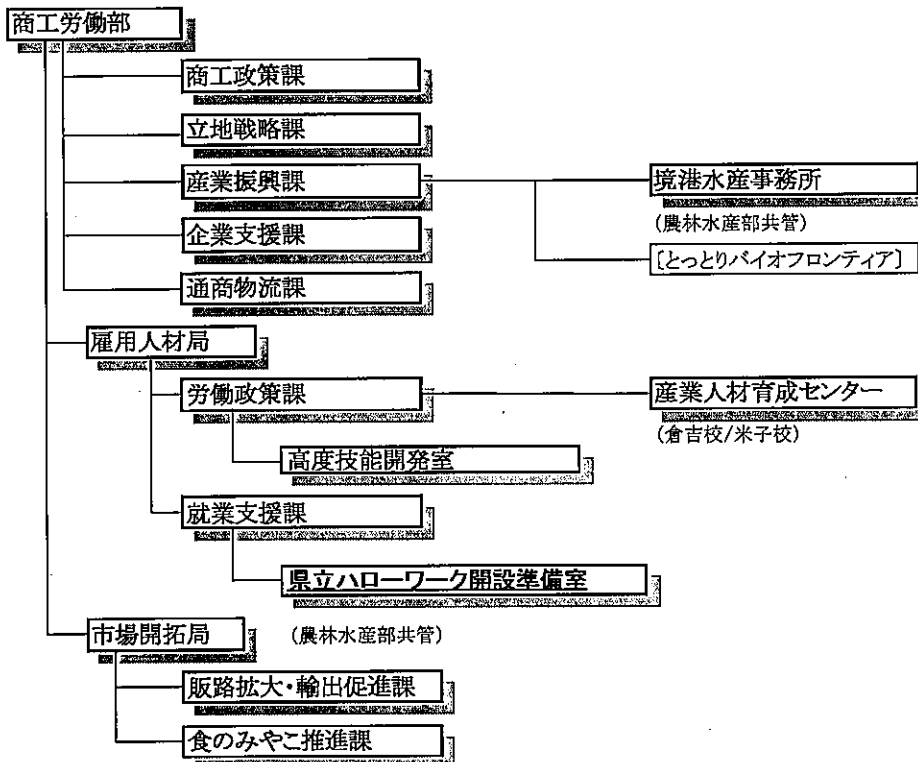 商工労働部
商工政策課
立地戦略課
産業振興課
境港水産事務所
(農林水産部共管)
企業支援課
〔とっとりバイオフロンティア〕
通商物流課
雇用人材局
労働政策課
産業人材育成センター
(倉吉校/米子校)
高度技能開発室
就業支援課
県立ハローワーク開設準備室
市場開拓局
(農林水産部共管)
販路拡大・輸出促進課
食のみやこ推進課